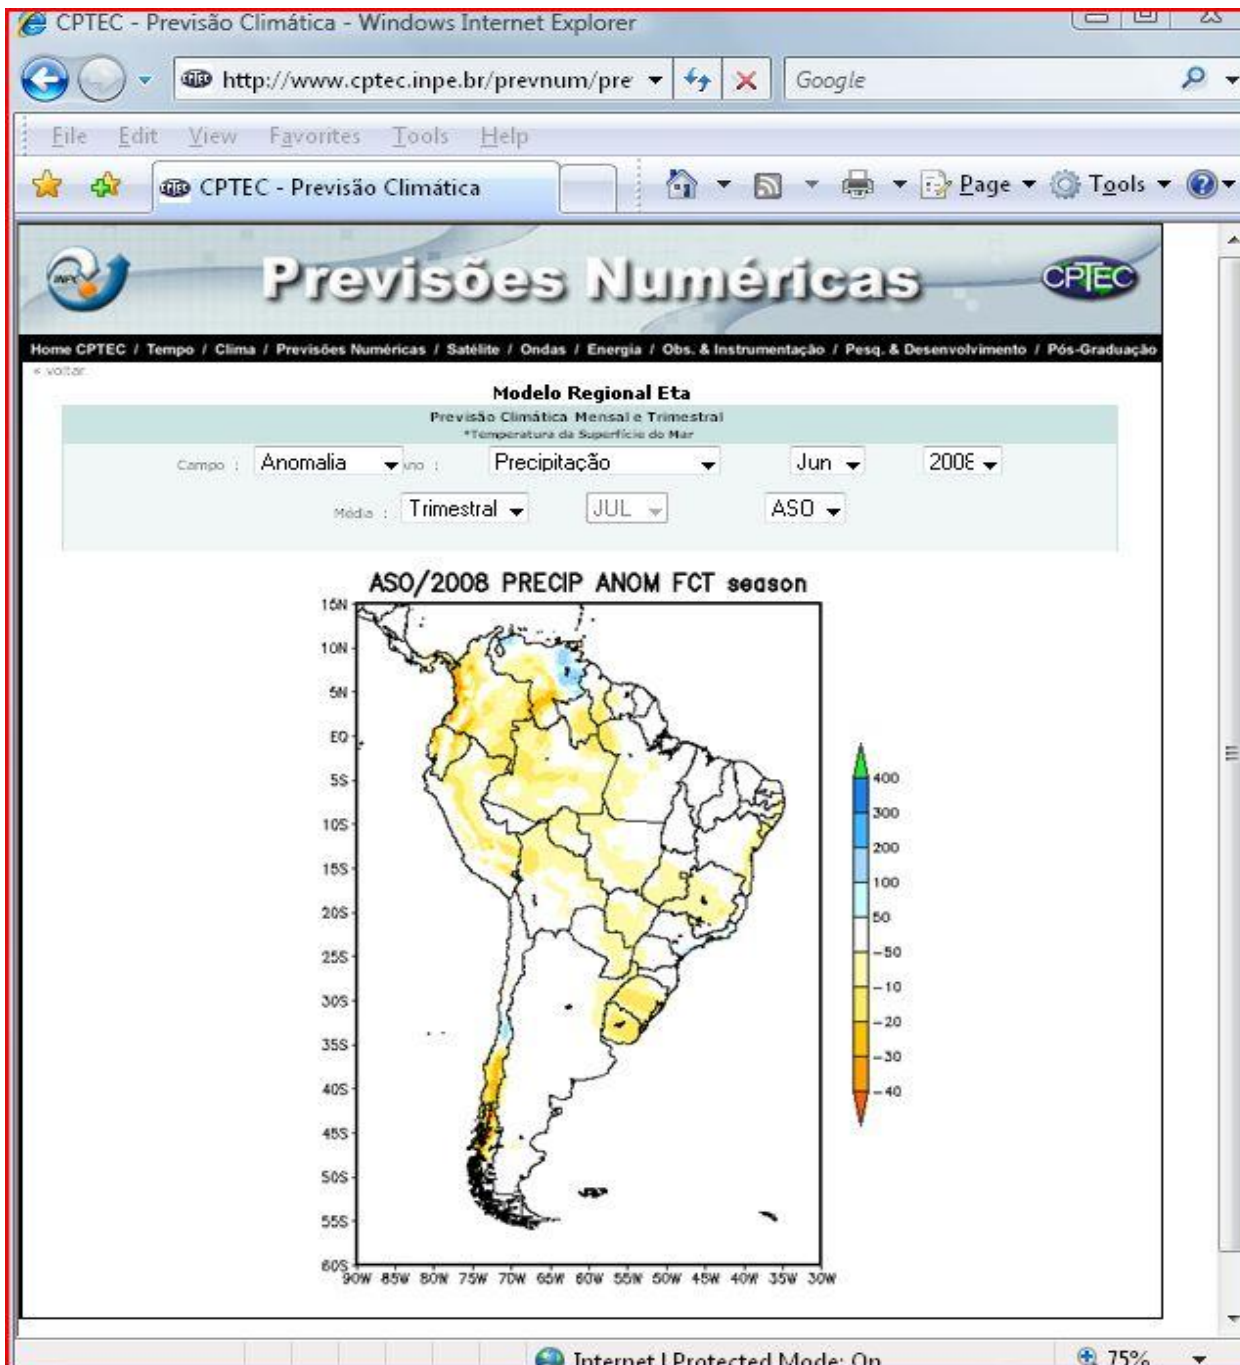 CPTEC - Previsão Climática - Windows Internet Explorer
http://www.cptec.inpe.br/prevnum/pre Google
File Edit View Favorites Tools Help
CPTEC - Previsão Climática Page Tools
INPE Previsões Numéricas CPTEC
Home CPTEC / Tempo / Clima / Previsões Numéricas / Satélite / Ondas / Energia / Obs. & Instrumentação / Pesq. & Desenvolvimento / Pós-Graduação
« voltar
Modelo Regional Eta
Previsão Climática Mensal e Trimestral
*Temperatura da Superfície do Mar
Campo : Anomalia Precipitação Jun 2008
Média : Trimestral JUL ASO
ASO/2008 PRECIP ANOM FCT season
15N
10N
5N
EQ
5S
10S
15S
20S
25S
30S
35S
40S
45S
50S
55S
60S
90W 85W 80W 75W 70W 65W 60W 55W 50W 45W 40W 35W 30W
400
300
200
100
50
-50
-10
-20
-30
-40
Internet | Protected Mode: On 75%